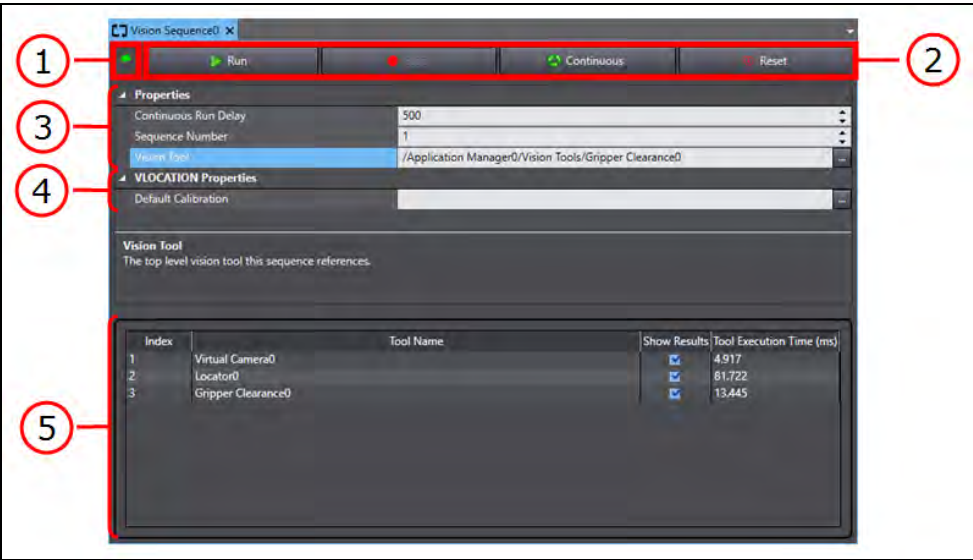 Vision Sequence0 X
1 Run Continuous Reset 2
3 Properties
Continuous Run Delay 500
Sequence Number 1
Vision Tool /Application Manager0/Vision Tools/Gripper Clearance0 ...
4 VLOCATION Properties
Default Calibration ...
Vision Tool
The top level vision tool this sequence references.
5
Index Tool Name Show Results Tool Execution Time (ms)
1 Virtual Camera0 4.917
2 Locator0 61.722
3 Gripper Clearance0 13.445